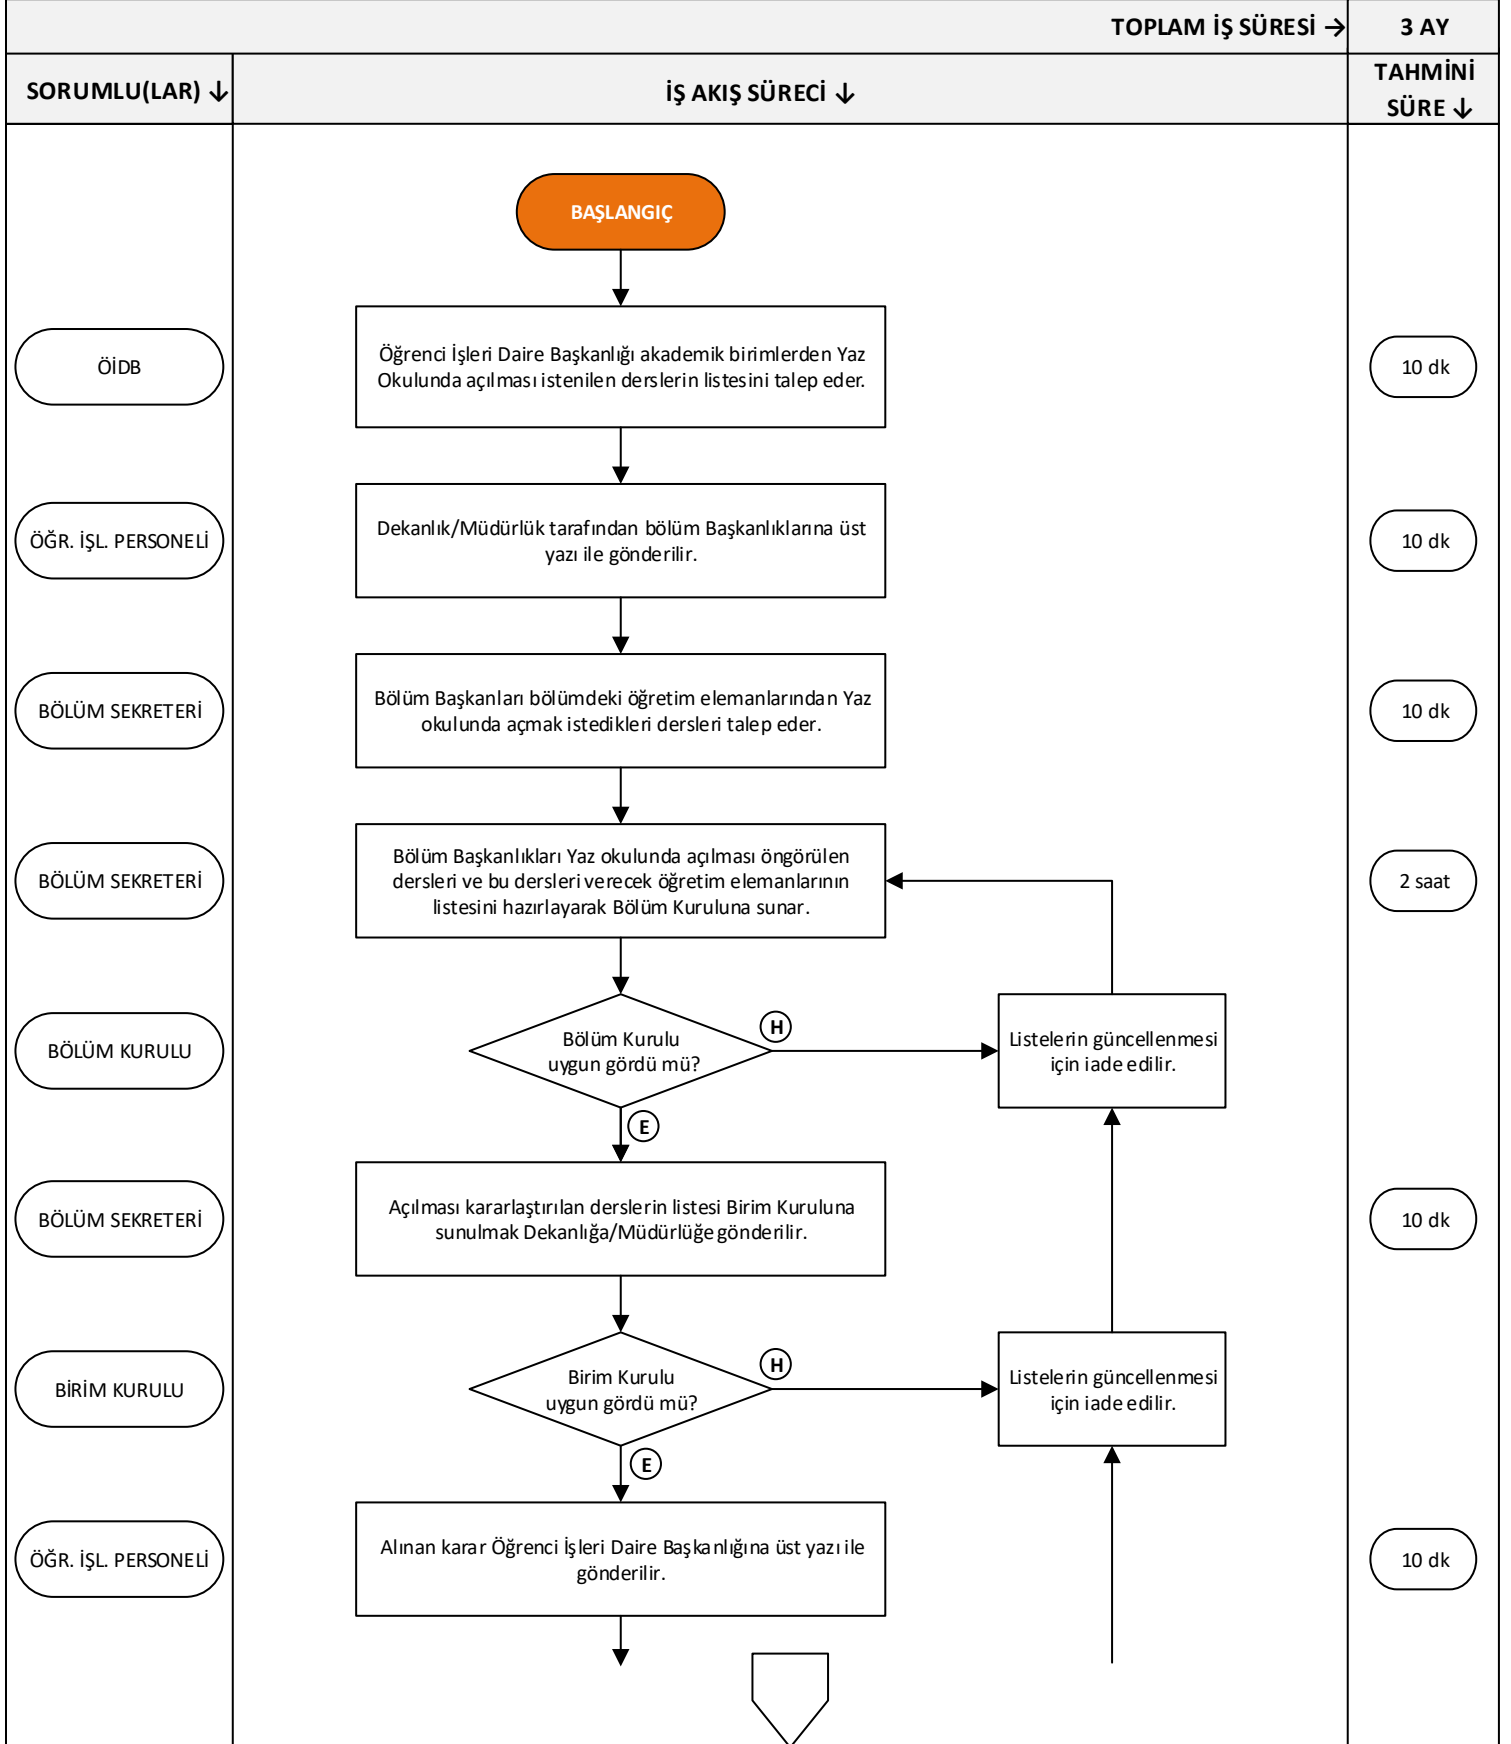 TOPLAM İŞ SÜRESİ →
3 AY
SORUMLU(LAR) ↓
İŞ AKIŞ SÜRECİ ↓
TAHMİNİ
SÜRE ↓
BAŞLANGIÇ
ÖİDB
Öğrenci İşleri Daire Başkanlığı akademik birimlerden Yaz
Okulunda açılması istenilen derslerin listesini talep eder.
10 dk
ÖĞR. İŞL. PERSONELİ
Dekanlık/Müdürlük tarafından bölüm Başkanlıklarına üst
yazı ile gönderilir.
10 dk
BÖLÜM SEKRETERİ
Bölüm Başkanları bölümdeki öğretim elemanlarından Yaz
okulunda açmak istedikleri dersleri talep eder.
10 dk
BÖLÜM SEKRETERİ
Bölüm Başkanlıkları Yaz okulunda açılması öngörülen
dersleri ve bu dersleri verecek öğretim elemanlarının
listesini hazırlayarak Bölüm Kuruluna sunar.
2 saat
BÖLÜM KURULU
Bölüm Kurulu
uygun gördü mü?
H
Listelerin güncellenmesi
için iade edilir.
E
BÖLÜM SEKRETERİ
Açılması kararlaştırılan derslerin listesi Birim Kuruluna
sunulmak Dekanlığa/Müdürlüğe gönderilir.
10 dk
BİRİM KURULU
Birim Kurulu
uygun gördü mü?
H
Listelerin güncellenmesi
için iade edilir.
E
ÖĞR. İŞL. PERSONELİ
Alınan karar Öğrenci İşleri Daire Başkanlığına üst yazı ile
gönderilir.
10 dk